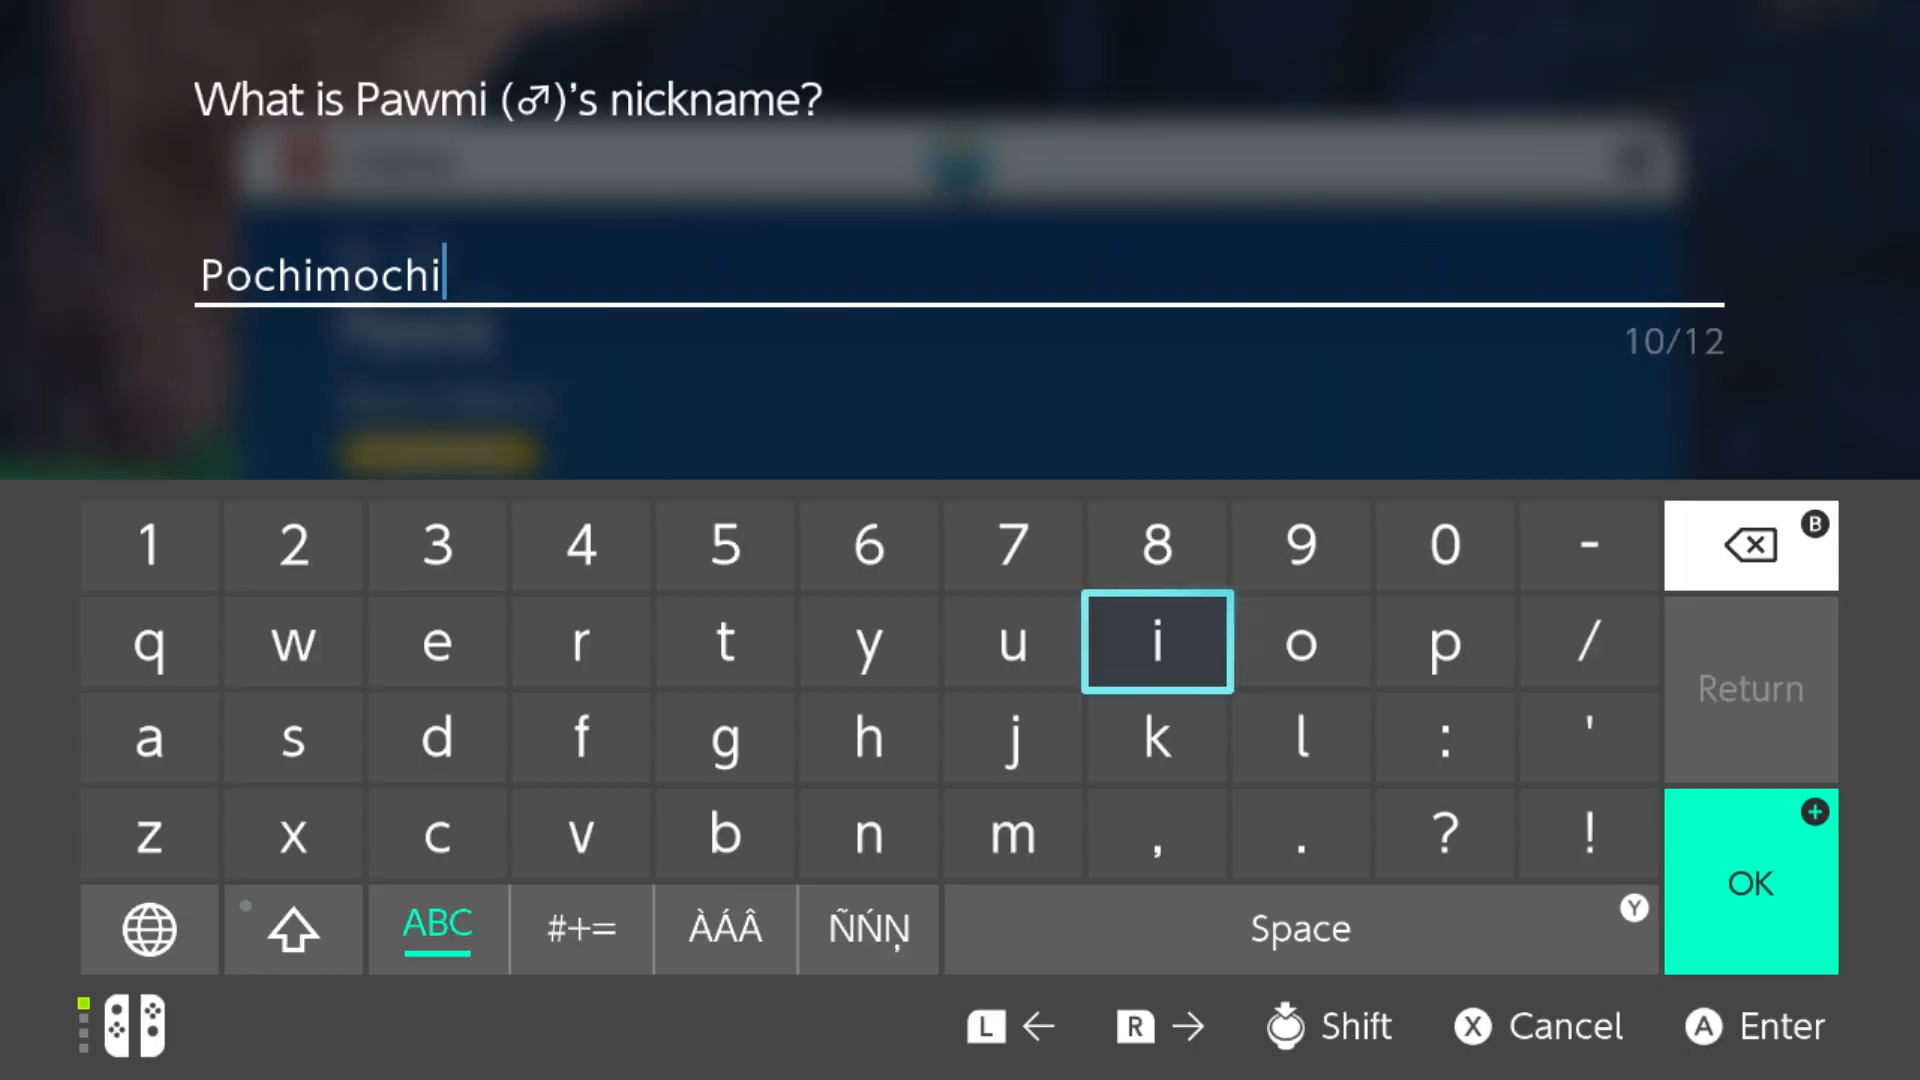 What is Pawmi (♂)'s nickname?
Pochimochi
10/12
1 2 3 4 5 6 7 8 9 0 - B
q w e r t y u i o p /
Return
a s d f g h j k l : '
z x c v b n m , . ? ! +
OK
ABC #+= ÀÁÂ ÑŃŅ Space Y
L ← R → Shift X Cancel A Enter